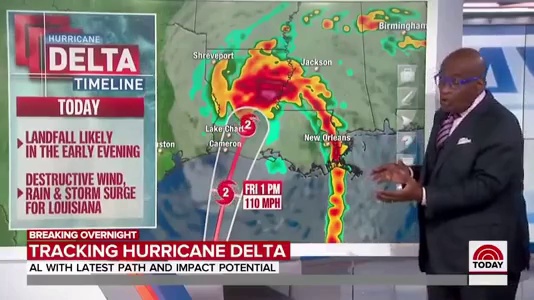 HURRICANE
DELTA
TIMELINE
TODAY
LANDFALL LIKELY
IN THE EARLY EVENING
DESTRUCTIVE WIND,
RAIN & STORM SURGE
FOR LOUISIANA
Birmingham
Shreveport
Jackson
2
Lake Char
New Orleans
Cameron
ston
2
FRI 1 PM
110 MPH
BREAKING OVERNIGHT
TRACKING HURRICANE DELTA
AL WITH LATEST PATH AND IMPACT POTENTIAL
TODAY